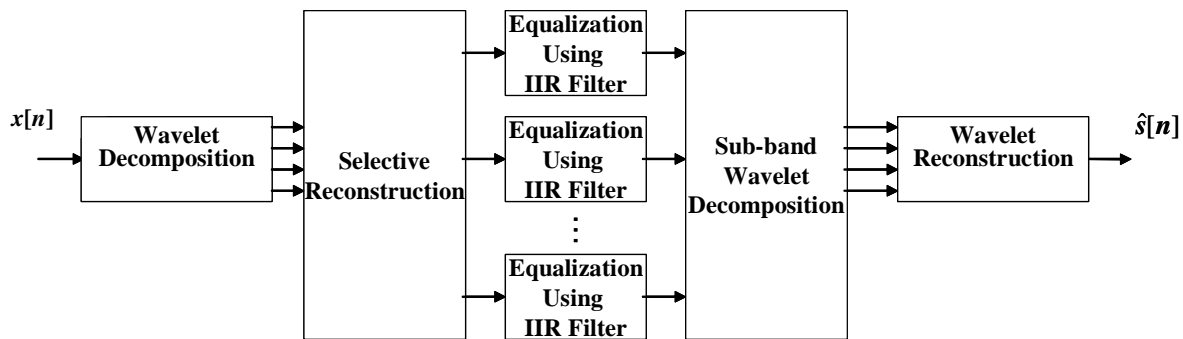 x[n]
Wavelet
Decomposition
Selective
Reconstruction
Equalization
Using
IIR Filter
Equalization
Using
IIR Filter
⋮
Equalization
Using
IIR Filter
Sub-band
Wavelet
Decomposition
Wavelet
Reconstruction
ŝ[n]